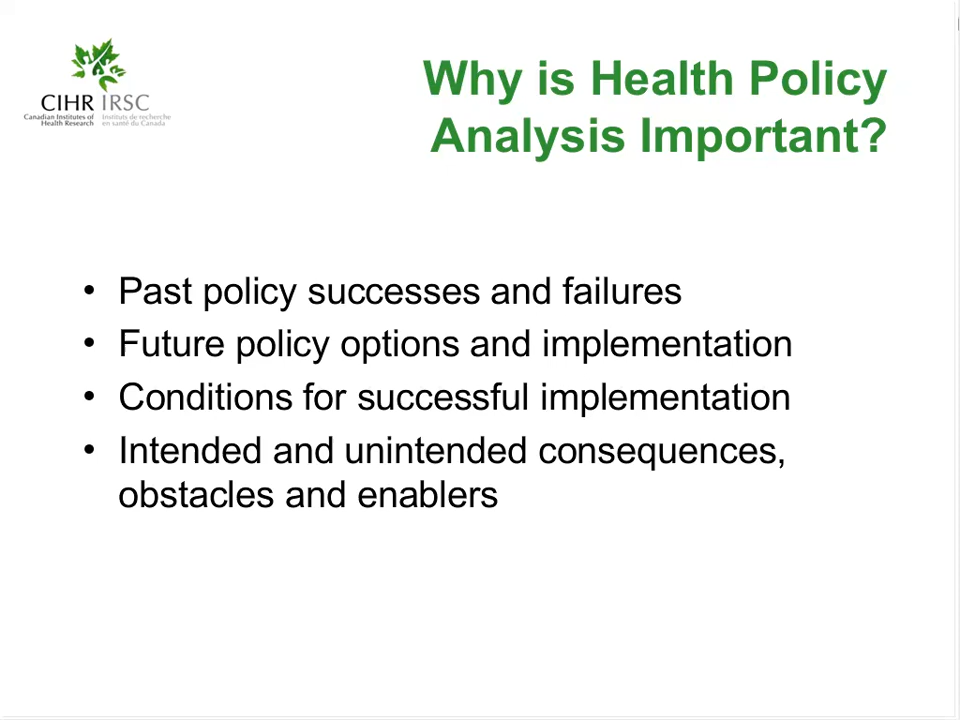 CIHR IRSC
Canadian Institutes of Health Research
Instituts de recherche en santé du Canada
Why is Health Policy
Analysis Important?
• Past policy successes and failures
• Future policy options and implementation
• Conditions for successful implementation
• Intended and unintended consequences,
obstacles and enablers